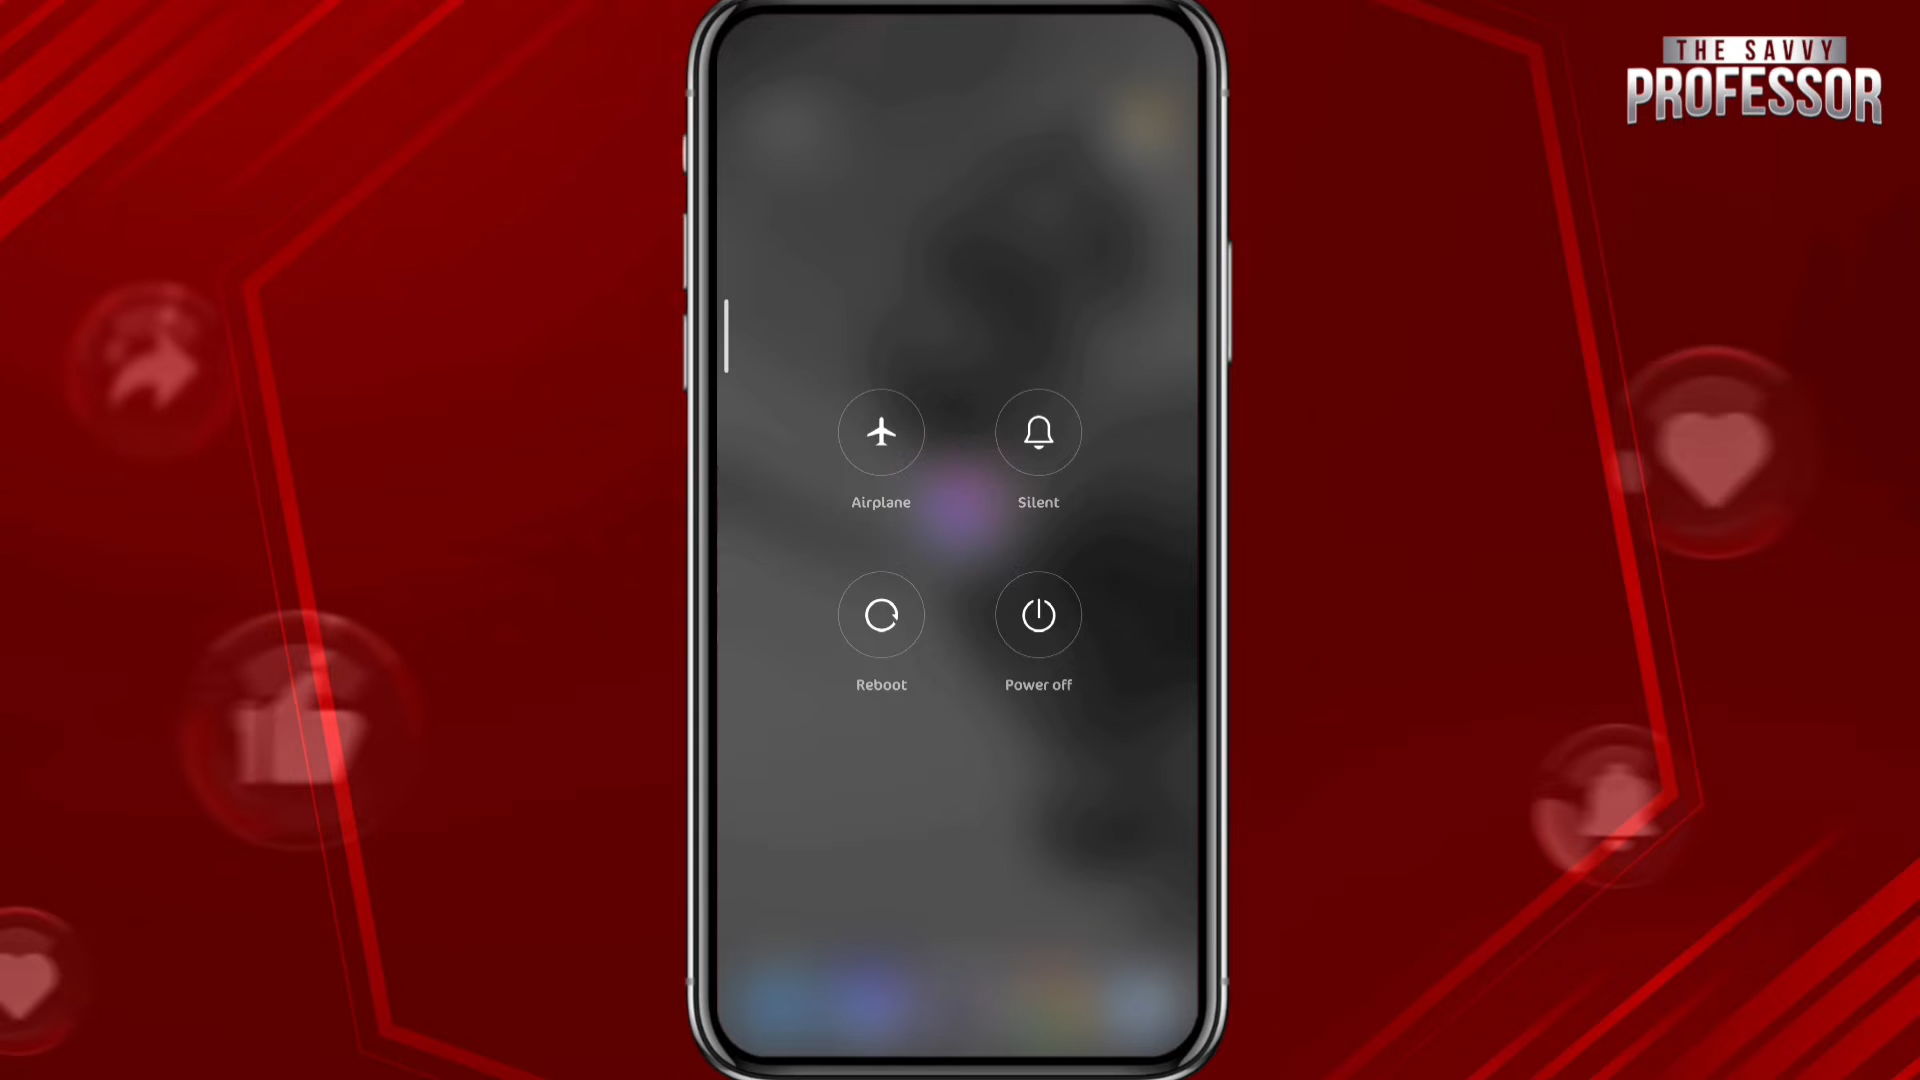 THE SAVVY
PROFESSOR
Airplane
Silent
Reboot
Power off